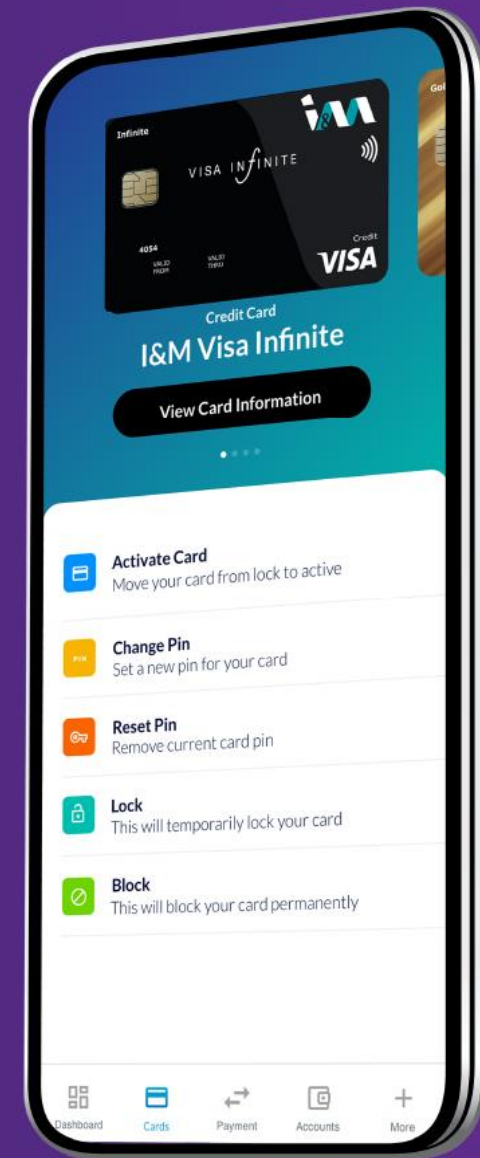 Infinite
I&M
Gol
VISA INfINITE
4054
VALID
FROM
VALID
THRU
Credit
VISA
Credit Card
I&M Visa Infinite
View Card Information
Activate Card
Move your card from lock to active
PIN
Change Pin
Set a new pin for your card
Reset Pin
Remove current card pin
Lock
This will temporarily lock your card
Block
This will block your card permanently
Dashboard
Cards
Payment
Accounts
More